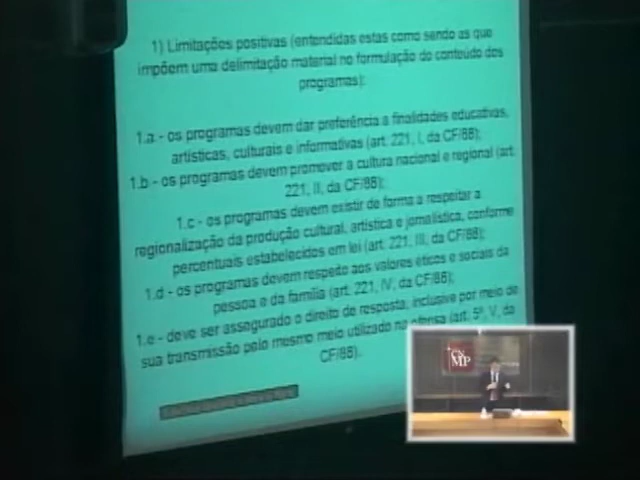 1) Limitações positivas (entendidas estas como sendo as que
impõem uma delimitação material no formulação do conteúdo dos
programas):
1.a - os programas devem dar preferência a finalidades educativas,
artísticas, culturais e informativas (art. 221, I, da CF/88);
1.b - os programas devem promover a cultura nacional e regional (art.
221, II, da CF/88);
1.c - os programas devem existir de forma a respeitar a
regionalização da produção cultural, artística e jornalística, conforme
percentuais estabelecidos em lei (art. 221, III, da CF/88);
1.d - os programas devem respeito aos valores éticos e sociais da
pessoa e da família (art. 221, IV, da CF/88);
1.e - deve ser assegurado o direito de resposta, inclusive por meio de
sua transmissão pelo mesmo meio utilizado na ofensa (art. 5º, V, da
CF/88).
CN
MP